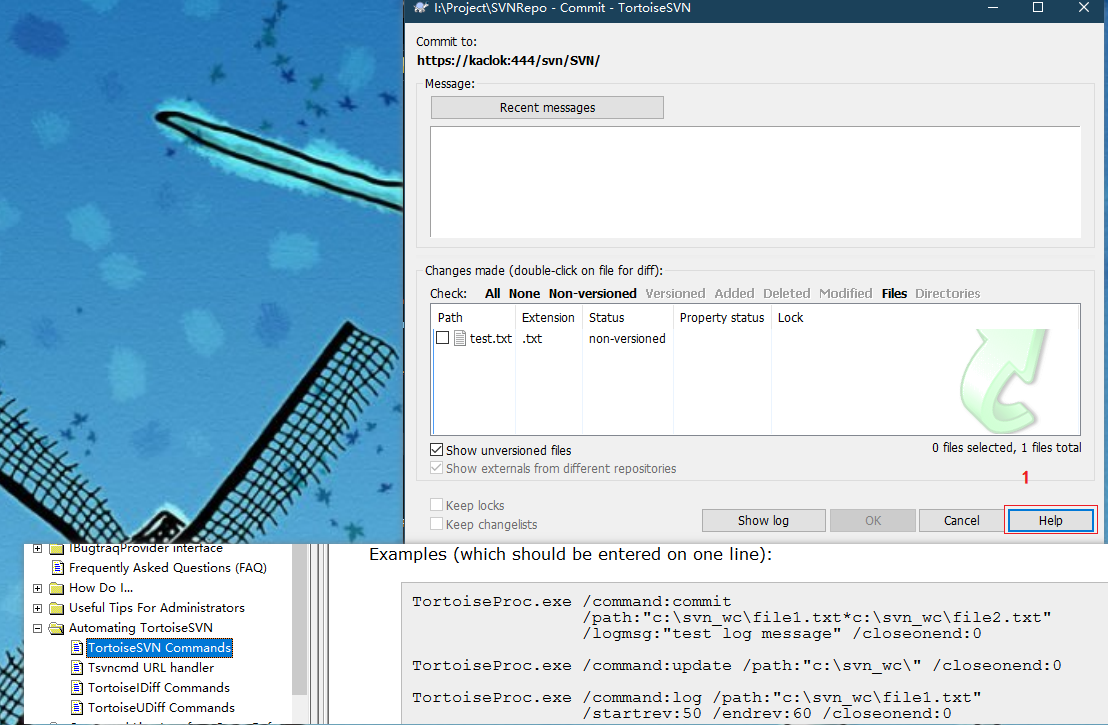 I:\Project\SVNRepo - Commit - TortoiseSVN
Commit to:
https://kaclok:444/svn/SVN/
Message:
Recent messages
Changes made (double-click on file for diff):
Check: All None Non-versioned Versioned Added Deleted Modified Files Directories
Path Extension Status Property status Lock
test.txt .txt non-versioned
Show unversioned files
0 files selected, 1 files total
Show externals from different repositories
1
Keep locks
Keep changelists
Show log OK Cancel Help
IBugtraqProvider interface
Frequently Asked Questions (FAQ)
How Do I...
Useful Tips For Administrators
Automating TortoiseSVN
TortoiseSVN Commands
Tsvncmd URL handler
TortoiseIDiff Commands
TortoiseUDiff Commands
Examples (which should be entered on one line):
TortoiseProc.exe /command:commit
/path:"c:\svn_wc\file1.txt*c:\svn_wc\file2.txt"
/logmsg:"test log message" /closeonend:0
TortoiseProc.exe /command:update /path:"c:\svn_wc\" /closeonend:0
TortoiseProc.exe /command:log /path:"c:\svn_wc\file1.txt"
/startrev:50 /endrev:60 /closeonend:0